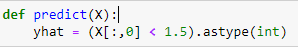 def predict(X):
    yhat = (X[:,0] < 1.5).astype(int)